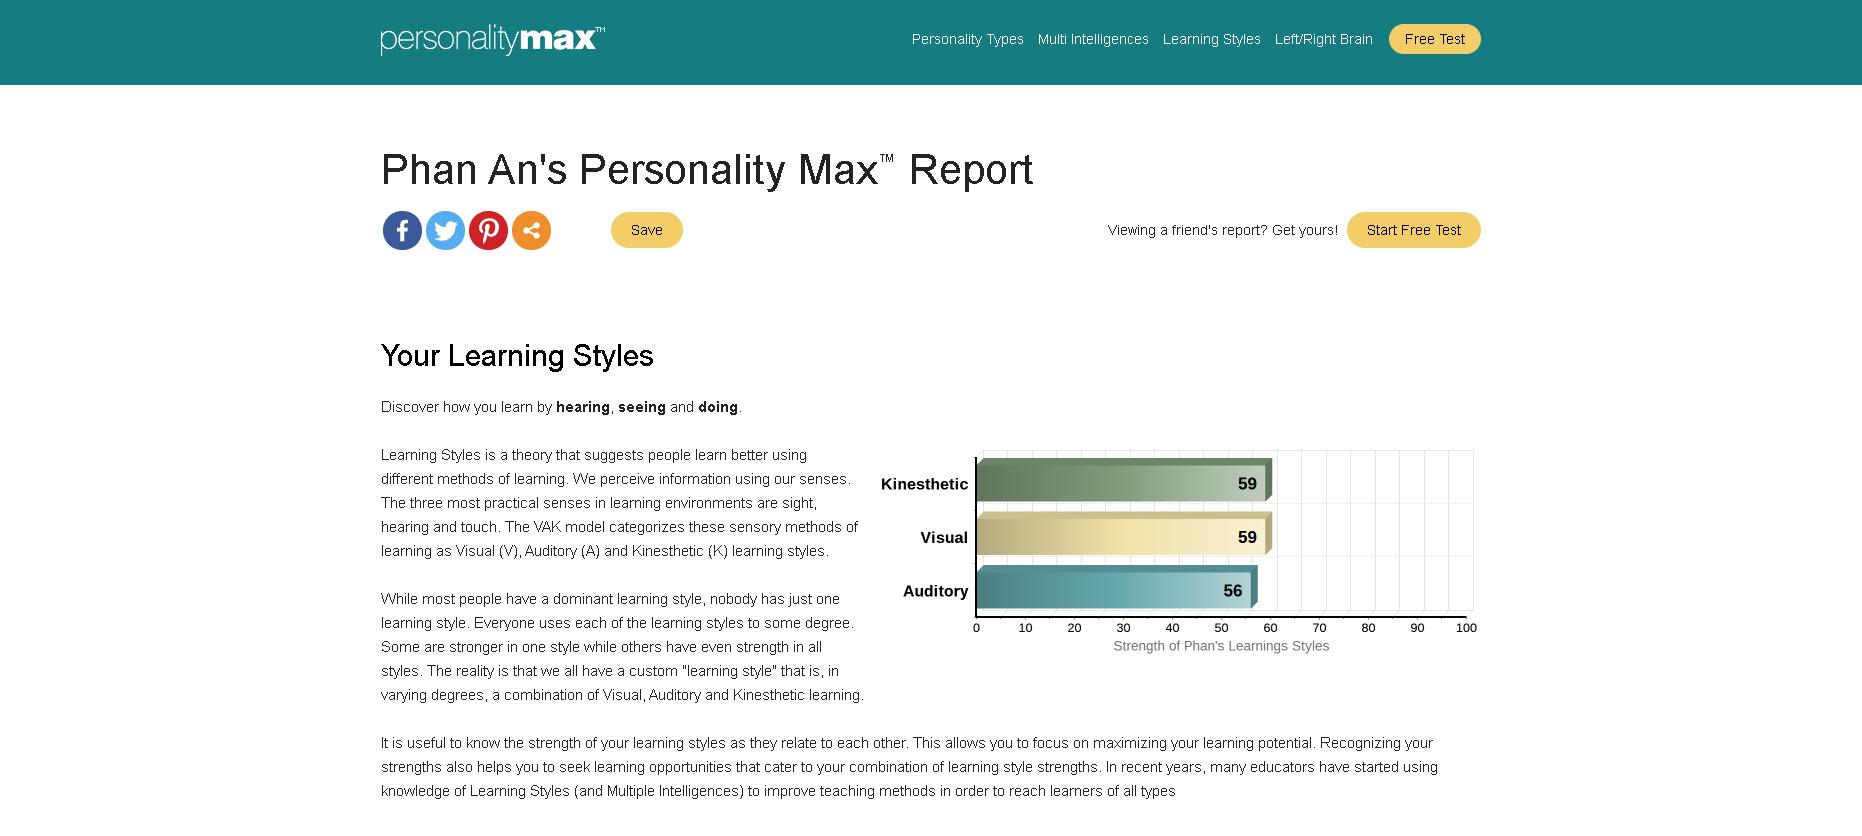 personalitymax™
Personality Types Multi Intelligences Learning Styles Left/Right Brain Free Test
Phan An's Personality Max™ Report
Save
Viewing a friend's report? Get yours! Start Free Test
Your Learning Styles
Discover how you learn by hearing, seeing and doing.
Learning Styles is a theory that suggests people learn better using
different methods of learning. We perceive information using our senses.
The three most practical senses in learning environments are sight,
hearing and touch. The VAK model categorizes these sensory methods of
learning as Visual (V), Auditory (A) and Kinesthetic (K) learning styles.
While most people have a dominant learning style, nobody has just one
learning style. Everyone uses each of the learning styles to some degree.
Some are stronger in one style while others have even strength in all
styles. The reality is that we all have a custom "learning style" that is, in
varying degrees, a combination of Visual, Auditory and Kinesthetic learning.
Kinesthetic 59
Visual 59
Auditory 56
0 10 20 30 40 50 60 70 80 90 100
Strength of Phan's Learnings Styles
It is useful to know the strength of your learning styles as they relate to each other. This allows you to focus on maximizing your learning potential. Recognizing your
strengths also helps you to seek learning opportunities that cater to your combination of learning style strengths. In recent years, many educators have started using
knowledge of Learning Styles (and Multiple Intelligences) to improve teaching methods in order to reach learners of all types